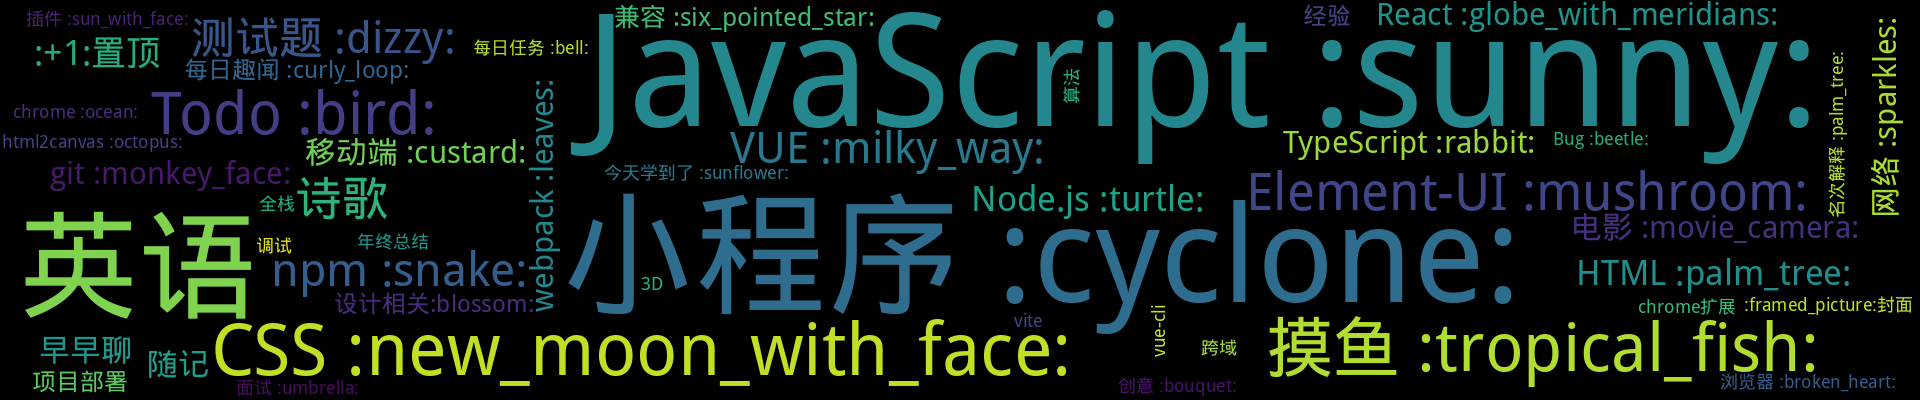 插件 :sun_with_face:
:+1:置顶
测试题 :dizzy:
每日趣闻 :curly_loop:
每日任务 :bell:
兼容 :six_pointed_star:
JavaScript :sunny:
经验
React :globe_with_meridians:
算法
chrome :ocean:
Todo :bird:
html2canvas :octopus:
移动端 :custard:
webpack :leaves:
VUE :milky_way:
TypeScript :rabbit:
Bug :beetle:
名次解释 :palm_tree:
网络 :sparkles:
git :monkey_face:
今天学到了 :sunflower:
全栈
诗歌
Node.js :turtle:
Element-UI :mushroom:
英语
调试
年终总结
小程序 :cyclone:
电影 :movie_camera:
npm :snake:
3D
HTML :palm_tree:
设计相关:blossom:
chrome扩展
:framed_picture:封面
vite
vue-cli
早早聊
随记
CSS :new_moon_with_face:
跨域
摸鱼 :tropical_fish:
项目部署
面试 :umbrella:
创意 :bouquet:
浏览器 :broken_heart: